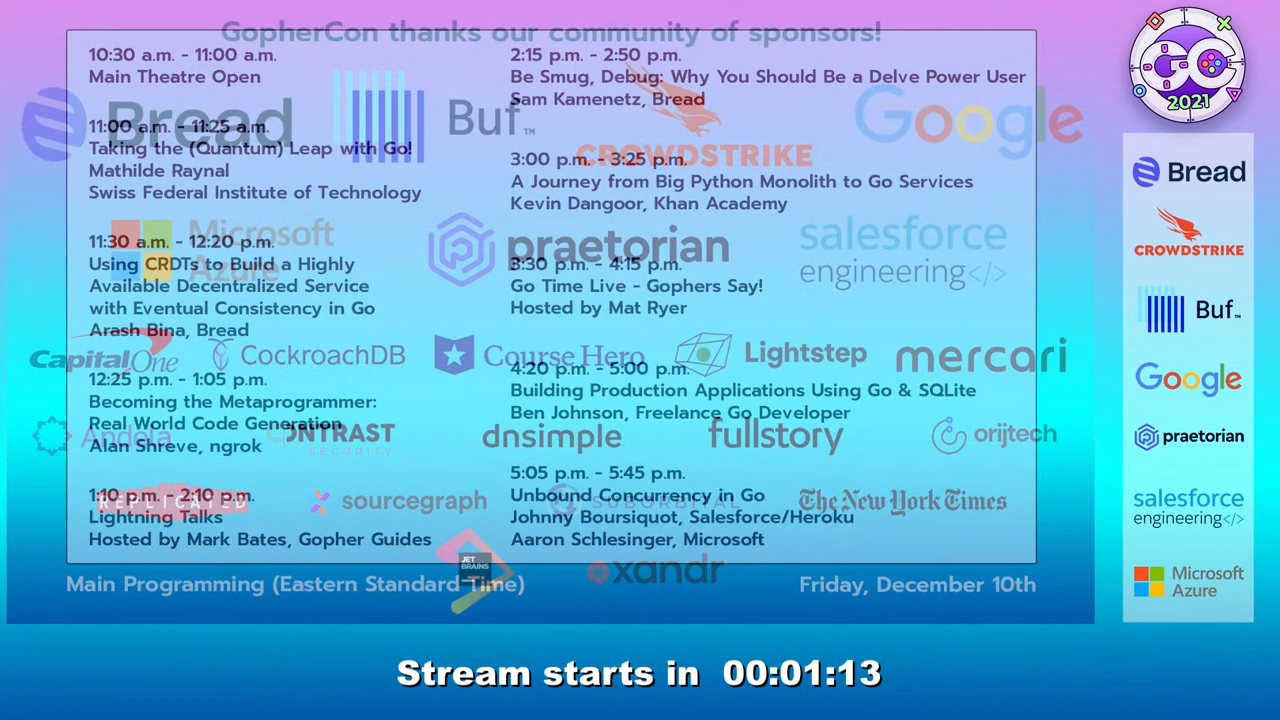 GopherCon thanks our community of sponsors!
10:30 a.m. - 11:00 a.m.
Main Theatre Open
11:00 a.m. - 11:25 a.m.
Taking the (Quantum) Leap with Go!
Mathilde Raynal
Swiss Federal Institute of Technology
11:30 a.m. - 12:20 p.m.
Using CRDTs to Build a Highly
Available Decentralized Service
with Eventual Consistency in Go
Arash Bina, Bread
12:25 p.m. - 1:05 p.m.
Becoming the Metaprogrammer:
Real World Code Generation
Alan Shreve, ngrok
1:10 p.m. - 2:10 p.m.
Lightning Talks
Hosted by Mark Bates, Gopher Guides
2:15 p.m. - 2:50 p.m.
Be Smug, Debug: Why You Should Be a Delve Power User
Sam Kamenetz, Bread
3:00 p.m. - 3:25 p.m.
A Journey from Big Python Monolith to Go Services
Kevin Dangoor, Khan Academy
3:30 p.m. - 4:15 p.m.
Go Time Live - Gophers Say!
Hosted by Mat Ryer
4:20 p.m. - 5:00 p.m.
Building Production Applications Using Go & SQLite
Ben Johnson, Freelance Go Developer
5:05 p.m. - 5:45 p.m.
Unbound Concurrency in Go
Johnny Boursiquot, Salesforce/Heroku
Aaron Schlesinger, Microsoft
Main Programming (Eastern Standard Time)
Friday, December 10th
Bread
Buf™
CROWDSTRIKE
Google
Microsoft
Azure
praetorian
salesforce
engineering</>
Capital One
CockroachDB
Course Hero
Lightstep
mercari
Andela
CONTRAST
SECURITY
dnsimple
fullstory
orijtech
REPLICATED
sourcegraph
SUBORBITAL
The New York Times
JET
BRAINS
xandr
GO
2021
Bread
CROWDSTRIKE
Buf™
Google
praetorian
salesforce
engineering</>
Microsoft
Azure
Stream starts in 00:01:13